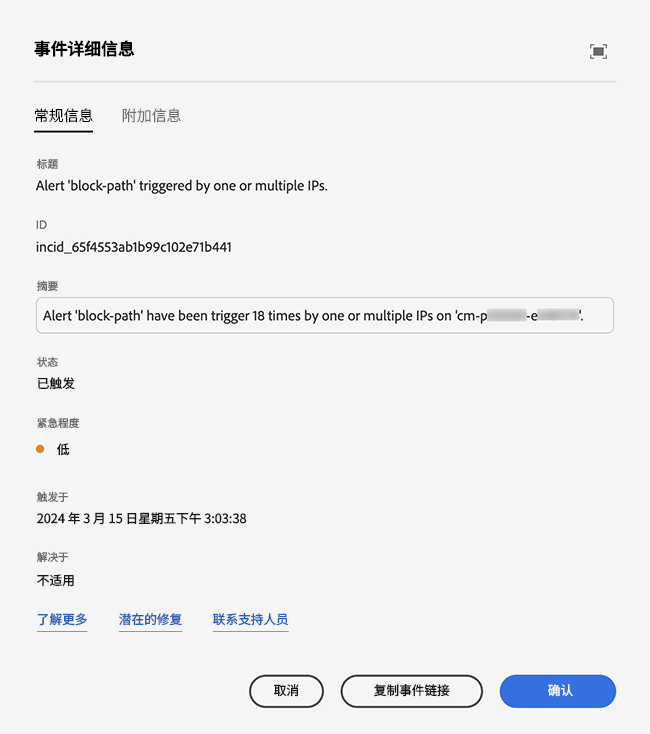 事件详细信息
常规信息 附加信息
标题
Alert 'block-path' triggered by one or multiple IPs.
ID
incid_65f4553ab1b99c102e71b441
摘要
Alert 'block-path' have been trigger 18 times by one or multiple IPs on 'cm-p -e '.
状态
已触发
紧急程度
低
触发于
2024 年 3 月 15 日星期五下午 3:03:38
解决于
不适用
了解更多 潜在的修复 联系支持人员
取消 复制事件链接 确认